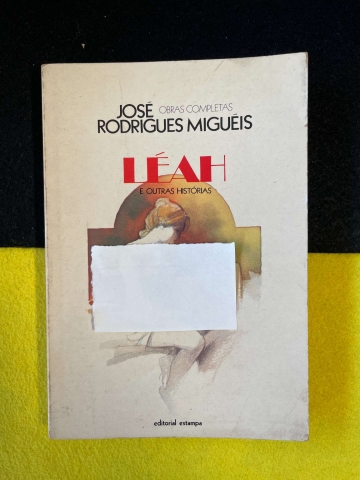 JOSÉ OBRAS COMPLETAS
RODRIGUES MIGUÉIS
LÉAH
E OUTRAS HISTÓRIAS
editorial estampa